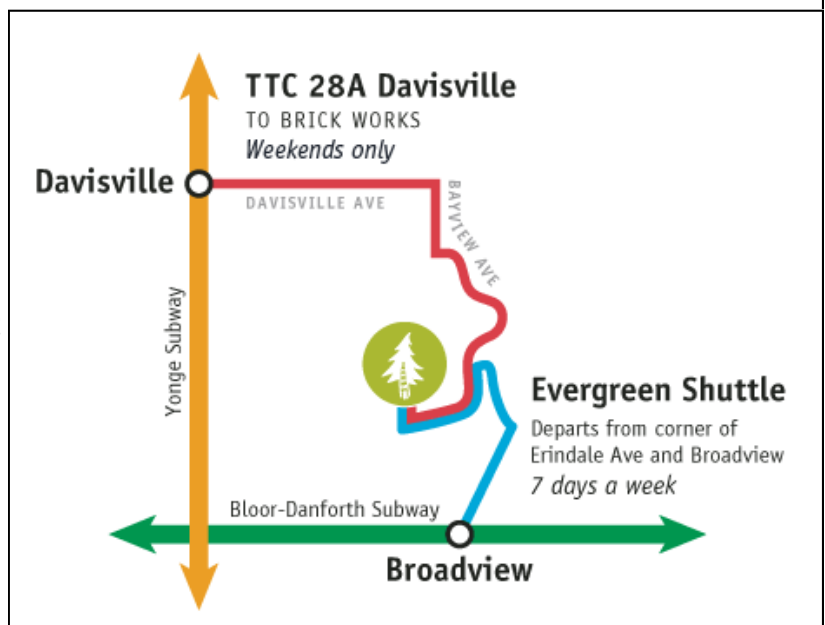 TTC 28A Davisville
TO BRICK WORKS
Weekends only
Davisville
DAVISVILLE AVE
BAYVIEW AVE
Yonge Subway
Evergreen Shuttle
Departs from corner of
Erindale Ave and Broadview
7 days a week
Bloor-Danforth Subway
Broadview